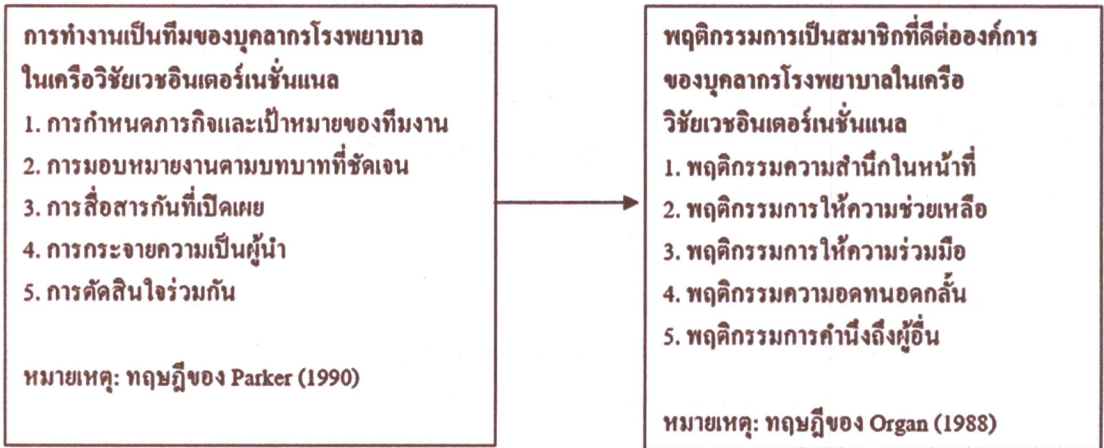 การทำงานเป็นทีมของบุคลากรโรงพยาบาล
ในเครือวิชัยเวชอินเตอร์เนชั่นแนล
1. การกำหนดภารกิจและเป้าหมายของทีมงาน
2. การมอบหมายงานตามบทบาทที่ชัดเจน
3. การสื่อสารกันที่เปิดเผย
4. การกระจายความเป็นผู้นำ
5. การตัดสินใจร่วมกัน
หมายเหตุ: ทฤษฎีของ Parker (1990)
พฤติกรรมการเป็นสมาชิกที่ดีต่อองค์การ
ของบุคลากรโรงพยาบาลในเครือ
วิชัยเวชอินเตอร์เนชั่นแนล
1. พฤติกรรมความสำนึกในหน้าที่
2. พฤติกรรมการให้ความช่วยเหลือ
3. พฤติกรรมการให้ความร่วมมือ
4. พฤติกรรมความอดทนอดกลั้น
5. พฤติกรรมการคำนึงถึงผู้อื่น
หมายเหตุ: ทฤษฎีของ Organ (1988)